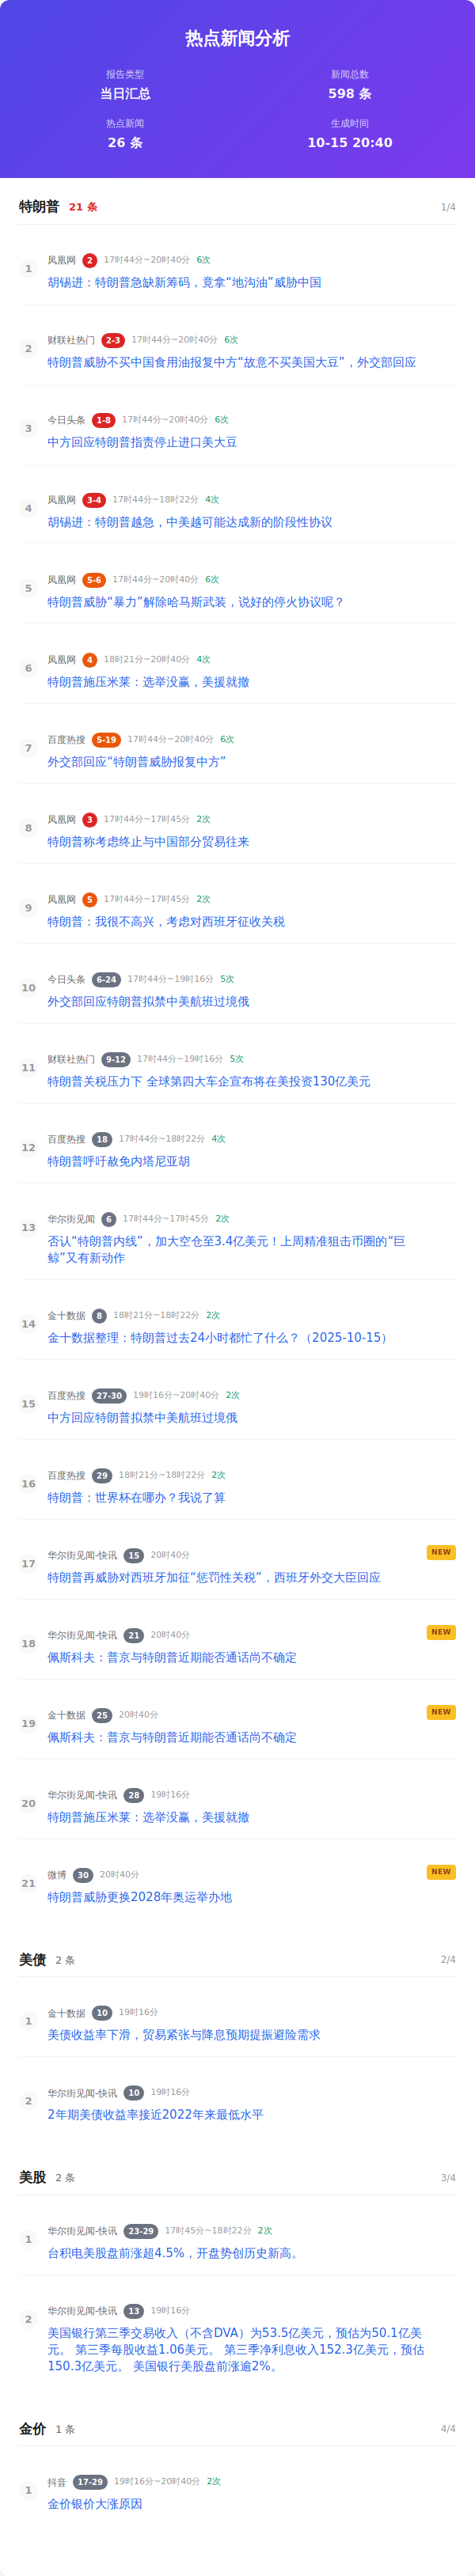 热点新闻分析
报告类型
新闻总数
当日汇总
598 条
热点新闻
生成时间
26 条
10-15 20:40
特朗普 21 条 1/4
1
凤凰网 2 17时44分~20时40分 6次
胡锡进：特朗普急缺新筹码，竟拿“地沟油”威胁中国
2
财联社热门 2-3 17时44分~20时40分 6次
特朗普威胁不买中国食用油报复中方“故意不买美国大豆”，外交部回应
3
今日头条 1-8 17时44分~20时40分 6次
中方回应特朗普指责停止进口美大豆
4
凤凰网 3-4 17时44分~18时22分 4次
胡锡进：特朗普越急，中美越可能达成新的阶段性协议
5
凤凰网 5-6 17时44分~20时40分 6次
特朗普威胁“暴力”解除哈马斯武装，说好的停火协议呢？
6
凤凰网 4 18时21分~20时40分 4次
特朗普施压米莱：选举没赢，美援就撤
7
百度热搜 5-19 17时44分~20时40分 6次
外交部回应“特朗普威胁报复中方”
8
凤凰网 3 17时44分~17时45分 2次
特朗普称考虑终止与中国部分贸易往来
9
凤凰网 5 17时44分~17时45分 2次
特朗普：我很不高兴，考虑对西班牙征收关税
10
今日头条 6-24 17时44分~19时16分 5次
外交部回应特朗普拟禁中美航班过境俄
11
财联社热门 9-12 17时44分~19时16分 5次
特朗普关税压力下 全球第四大车企宣布将在美投资130亿美元
12
百度热搜 18 17时44分~18时22分 4次
特朗普呼吁赦免内塔尼亚胡
13
华尔街见闻 6 17时44分~17时45分 2次
否认“特朗普内线”，加大空仓至3.4亿美元！上周精准狙击币圈的“巨
鲸”又有新动作
14
金十数据 8 18时21分~18时22分 2次
金十数据整理：特朗普过去24小时都忙了什么？（2025-10-15）
15
百度热搜 27-30 19时16分~20时40分 2次
中方回应特朗普拟禁中美航班过境俄
16
百度热搜 29 18时21分~18时22分 2次
特朗普：世界杯在哪办？我说了算
17
华尔街见闻-快讯 15 20时40分 NEW
特朗普再威胁对西班牙加征“惩罚性关税”，西班牙外交大臣回应
18
华尔街见闻-快讯 21 20时40分 NEW
佩斯科夫：普京与特朗普近期能否通话尚不确定
19
金十数据 25 20时40分 NEW
佩斯科夫：普京与特朗普近期能否通话尚不确定
20
华尔街见闻-快讯 28 19时16分
特朗普施压米莱：选举没赢，美援就撤
21
微博 30 20时40分 NEW
特朗普威胁更换2028年奥运举办地
美债 2 条 2/4
1
金十数据 10 19时16分
美债收益率下滑，贸易紧张与降息预期提振避险需求
2
华尔街见闻-快讯 10 19时16分
2年期美债收益率接近2022年来最低水平
美股 2 条 3/4
1
华尔街见闻-快讯 23-29 17时45分~18时22分 2次
台积电美股盘前涨超4.5%，开盘势创历史新高。
2
华尔街见闻-快讯 13 19时16分
美国银行第三季交易收入（不含DVA）为53.5亿美元，预估为50.1亿美
元。 第三季每股收益1.06美元。 第三季净利息收入152.3亿美元，预估
150.3亿美元。 美国银行美股盘前涨逾2%。
金价 1 条 4/4
1
抖音 17-29 19时16分~20时40分 2次
金价银价大涨原因